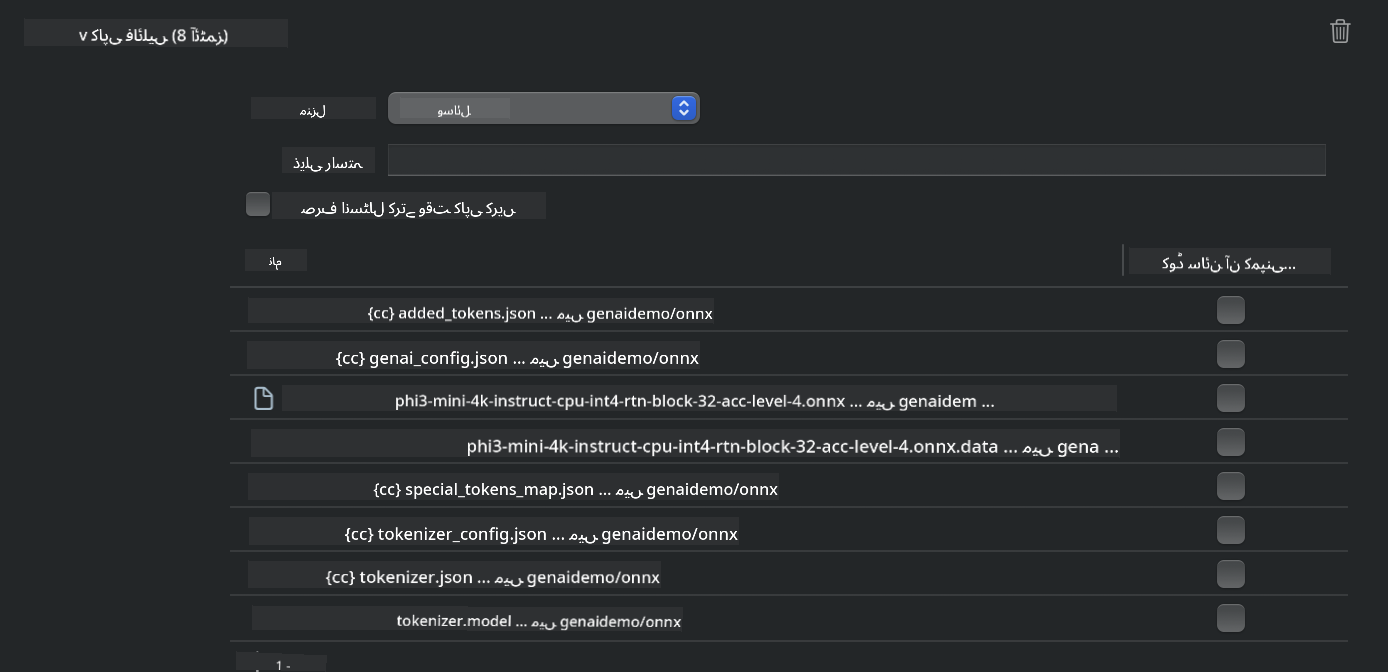 v کاپی فائلیں (8 آئٹمز)
منزل
وسائل
ذیلی راستہ
صرف انسٹال کرتے وقت کاپی کریں
نام
کوڈ سائن آن کمپنی...
{cc} added_tokens.json ... میں genaidemo/onnx
{cc} genai_config.json ... میں genaidemo/onnx
phi3-mini-4k-instruct-cpu-int4-rtn-block-32-acc-level-4.onnx ... میں genaidem ...
phi3-mini-4k-instruct-cpu-int4-rtn-block-32-acc-level-4.onnx.data ... میں gena ...
{cc} special_tokens_map.json ... میں genaidemo/onnx
{cc} tokenizer_config.json ... میں genaidemo/onnx
{cc} tokenizer.json ... میں genaidemo/onnx
tokenizer.model ... میں genaidemo/onnx
1 -